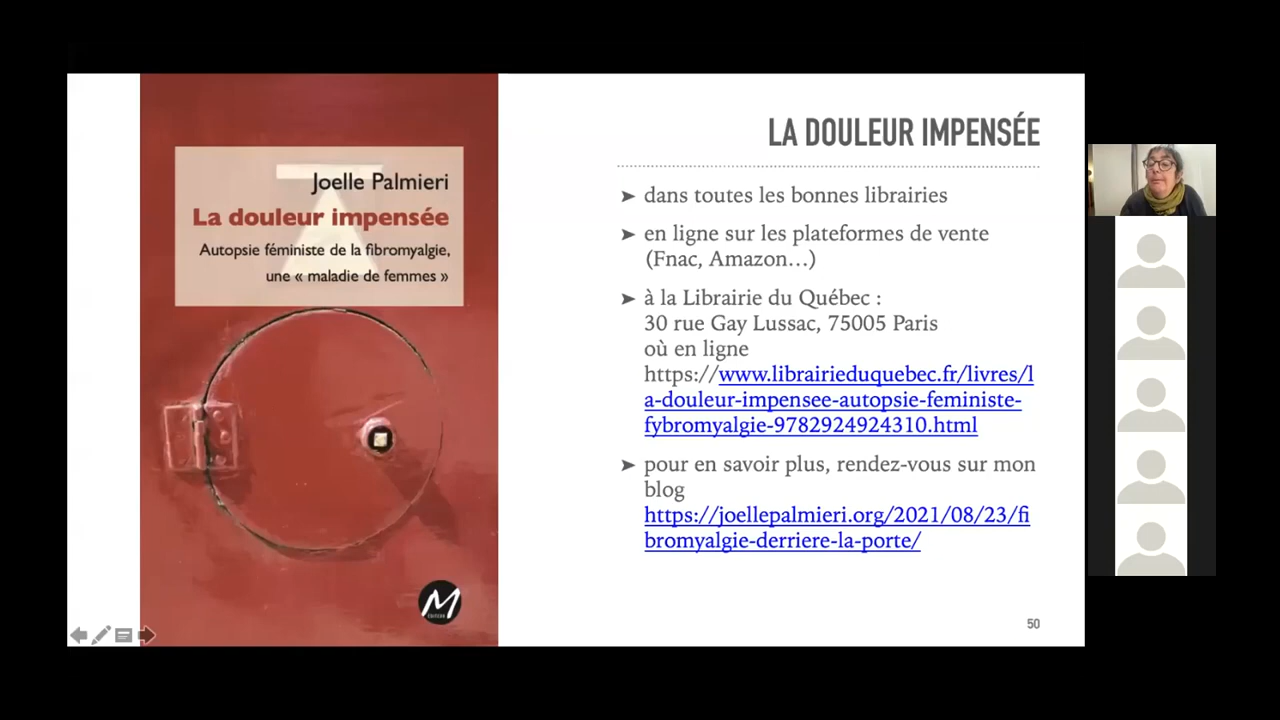 Joelle Palmieri
La douleur impensée
Autopsie féministe de la fibromyalgie,
une « maladie de femmes »
M
ÉDITEUR
LA DOULEUR IMPENSÉE
➤ dans toutes les bonnes librairies
➤ en ligne sur les plateformes de vente
(Fnac, Amazon…)
➤ à la Librairie du Québec :
30 rue Gay Lussac, 75005 Paris
où en ligne
https://www.librairieduquebec.fr/livres/l
a-douleur-impensee-autopsie-feministe-
fybromyalgie-9782924924310.html
➤ pour en savoir plus, rendez-vous sur mon
blog
https://joellepalmieri.org/2021/08/23/fi
bromyalgie-derriere-la-porte/
50